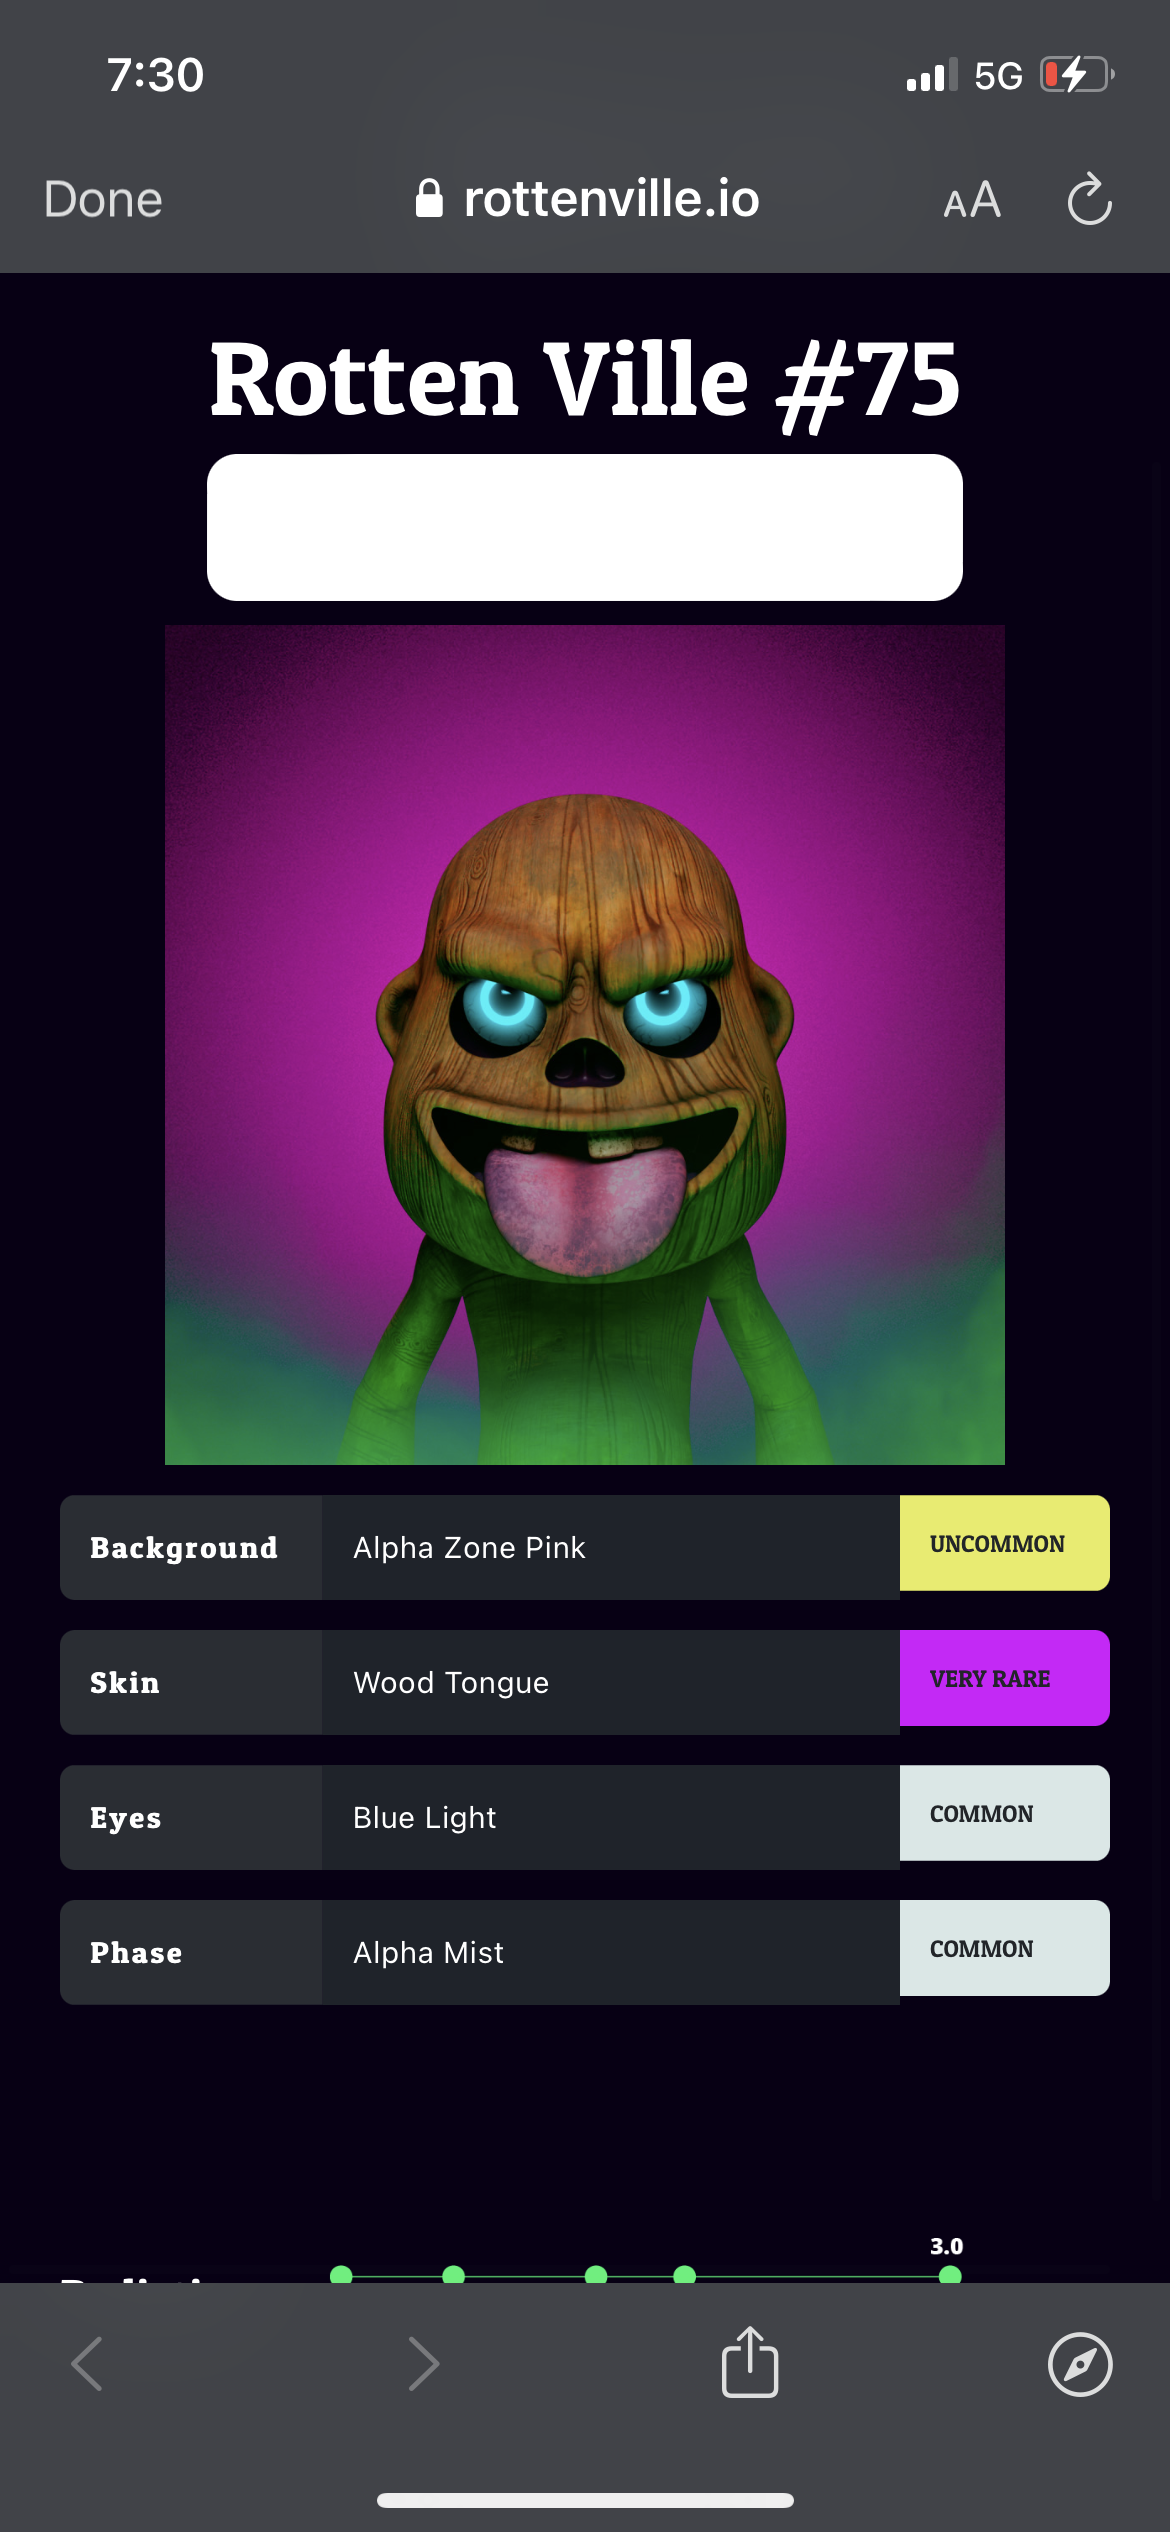 7:30
5G
Done
rottenville.io
AA
Rotten Ville #75
Background Alpha Zone Pink UNCOMMON
Skin Wood Tongue VERY RARE
Eyes Blue Light COMMON
Phase Alpha Mist COMMON
3.0